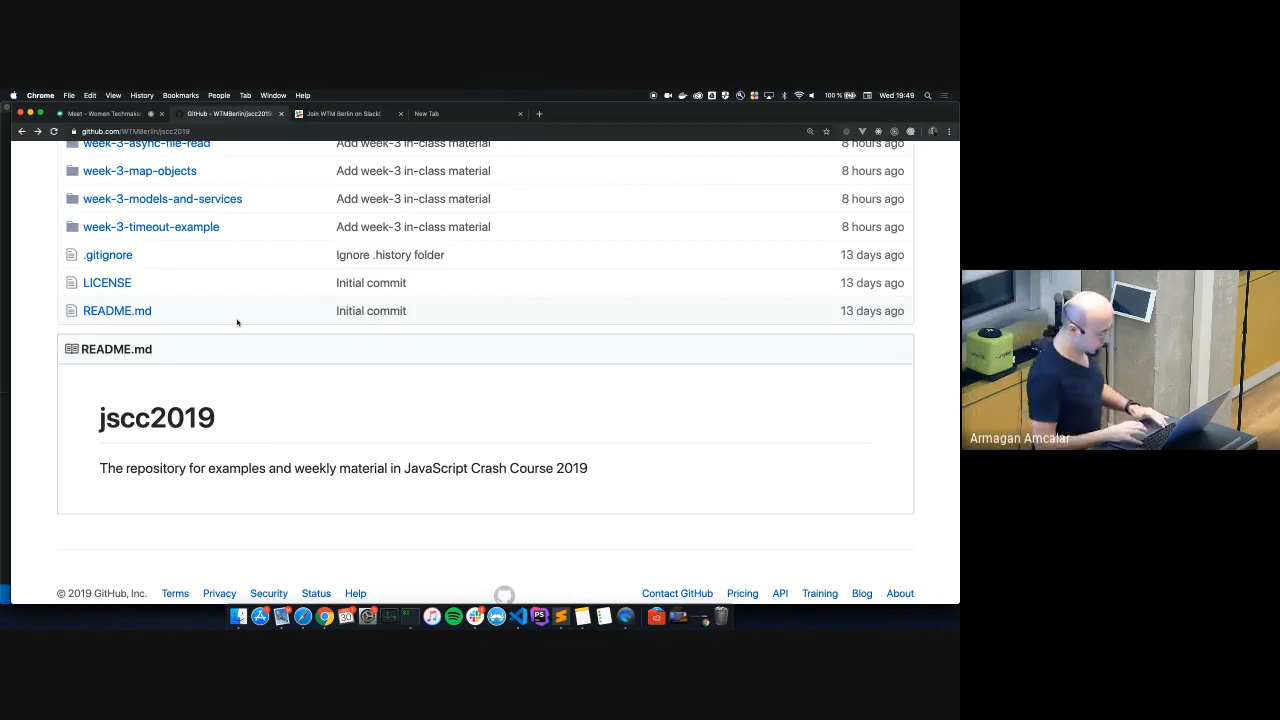 Chrome File Edit View History Bookmarks People Tab Window Help 100 % Wed 19:49
Meet - Women Techmake GitHub - WTMBerlin/jscc2019 Join WTM Berlin on Slack! New Tab
github.com/WTMBerlin/jscc2019
week-3-async-file-read Add week-3 in-class material 8 hours ago
week-3-map-objects Add week-3 in-class material 8 hours ago
week-3-models-and-services Add week-3 in-class material 8 hours ago
week-3-timeout-example Add week-3 in-class material 8 hours ago
.gitignore Ignore .history folder 13 days ago
LICENSE Initial commit 13 days ago
README.md Initial commit 13 days ago
README.md
jscc2019
The repository for examples and weekly material in JavaScript Crash Course 2019
© 2019 GitHub, Inc. Terms Privacy Security Status Help Contact GitHub Pricing API Training Blog About
30
PS
Armagan Amcalar